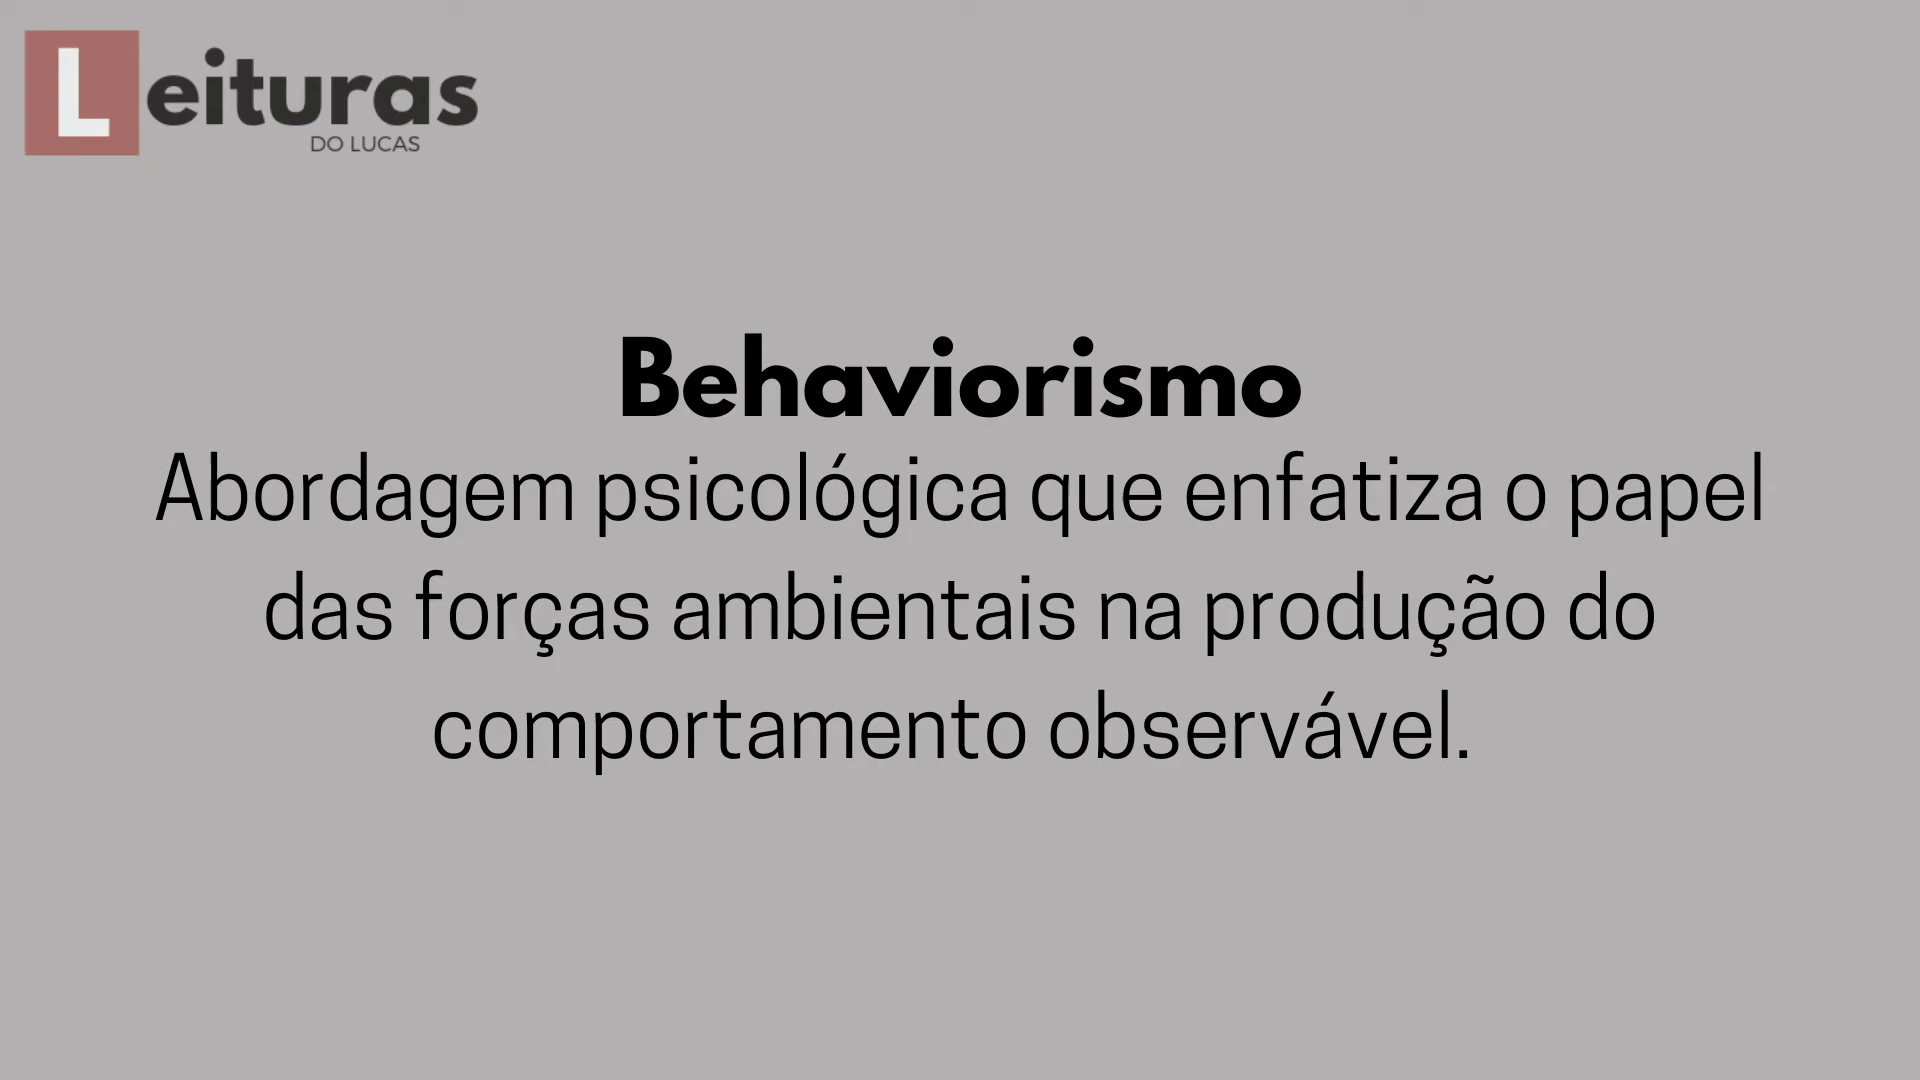 Leituras
DO LUCAS
Behaviorismo
Abordagem psicológica que enfatiza o papel
das forças ambientais na produção do
comportamento observável.